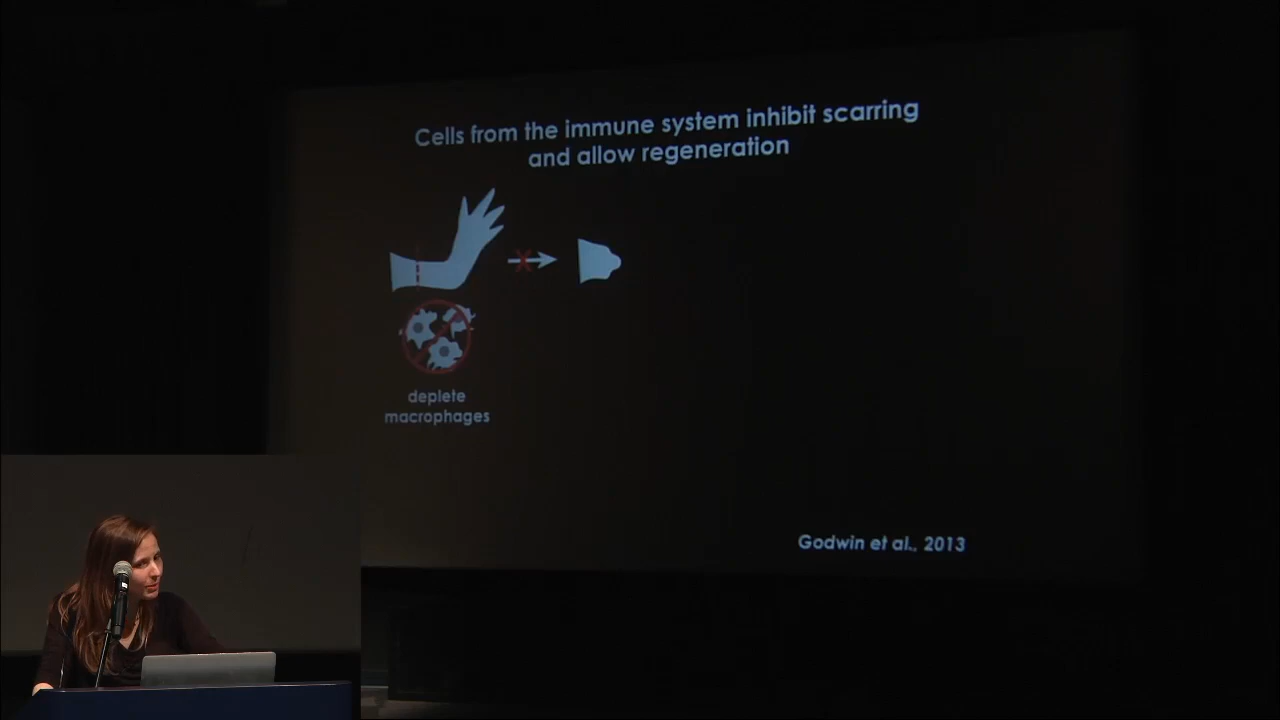 Cells from the immune system inhibit scarring
and allow regeneration
deplete
macrophages
Godwin et al., 2013